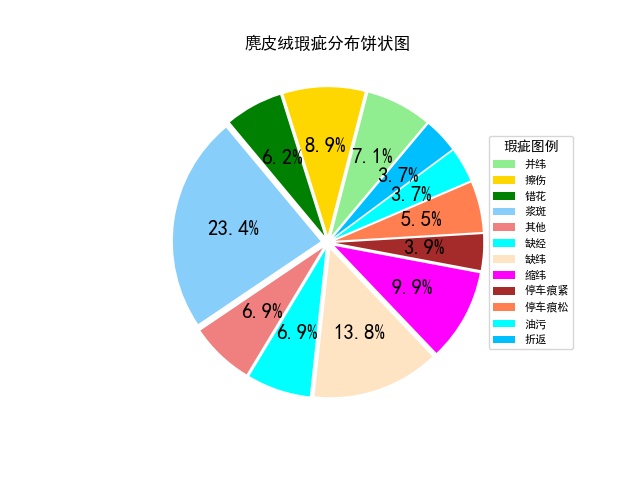 麂皮绒瑕疵分布饼状图
7.1%
8.9%
6.2%
23.4%
6.9%
6.9%
13.8%
9.9%
3.9%
5.5%
3.7%
3.7%
瑕疵图例
并纬
擦伤
错花
浆斑
其他
缺经
缺纬
缩纬
停车痕紧
停车痕松
油污
折返